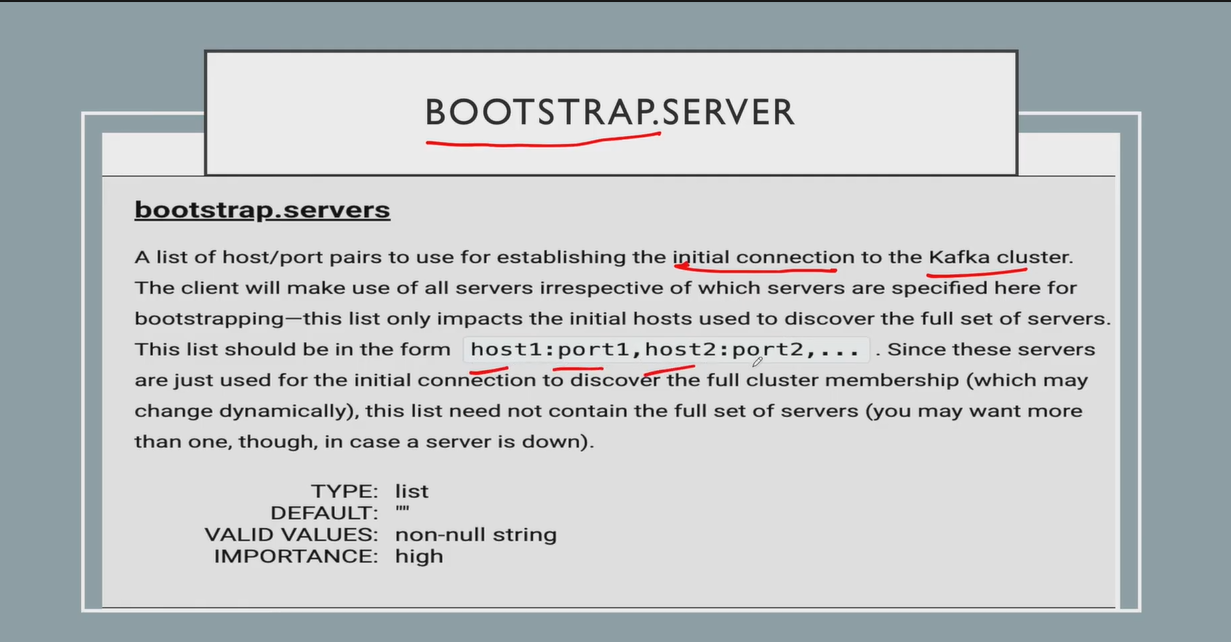 BOOTSTRAP.SERVER
bootstrap.servers
A list of host/port pairs to use for establishing the initial connection to the Kafka cluster.
The client will make use of all servers irrespective of which servers are specified here for
bootstrapping—this list only impacts the initial hosts used to discover the full set of servers.
This list should be in the form host1:port1,host2:port2,... . Since these servers
are just used for the initial connection to discover the full cluster membership (which may
change dynamically), this list need not contain the full set of servers (you may want more
than one, though, in case a server is down).
TYPE: list
DEFAULT: ""
VALID VALUES: non-null string
IMPORTANCE: high